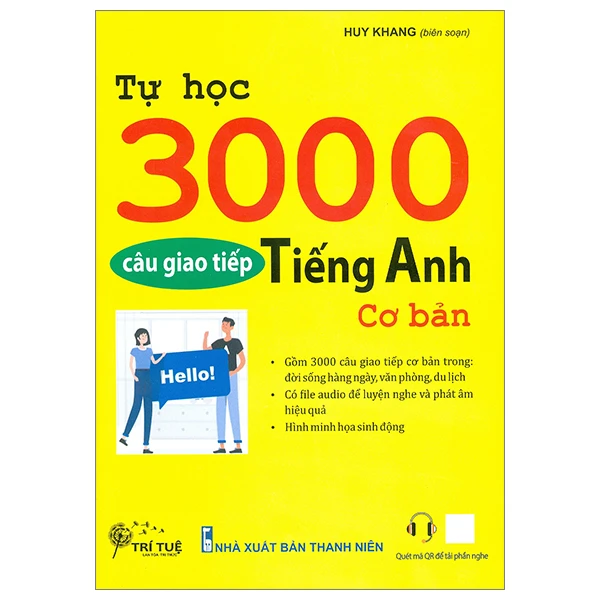 HUY KHANG (biên soạn)
Tự học
3000
câu giao tiếp
Tiếng Anh
Cơ bản
Hello!
• Gồm 3000 câu giao tiếp cơ bản trong:
đời sống hàng ngày, văn phòng, du lịch
• Có file audio để luyện nghe và phát âm
hiệu quả
• Hình minh họa sinh động
TRÍ TUỆ
LAN TỎA TRI THỨC
NHÀ XUẤT BẢN THANH NIÊN
Quét mã QR để tải phần nghe